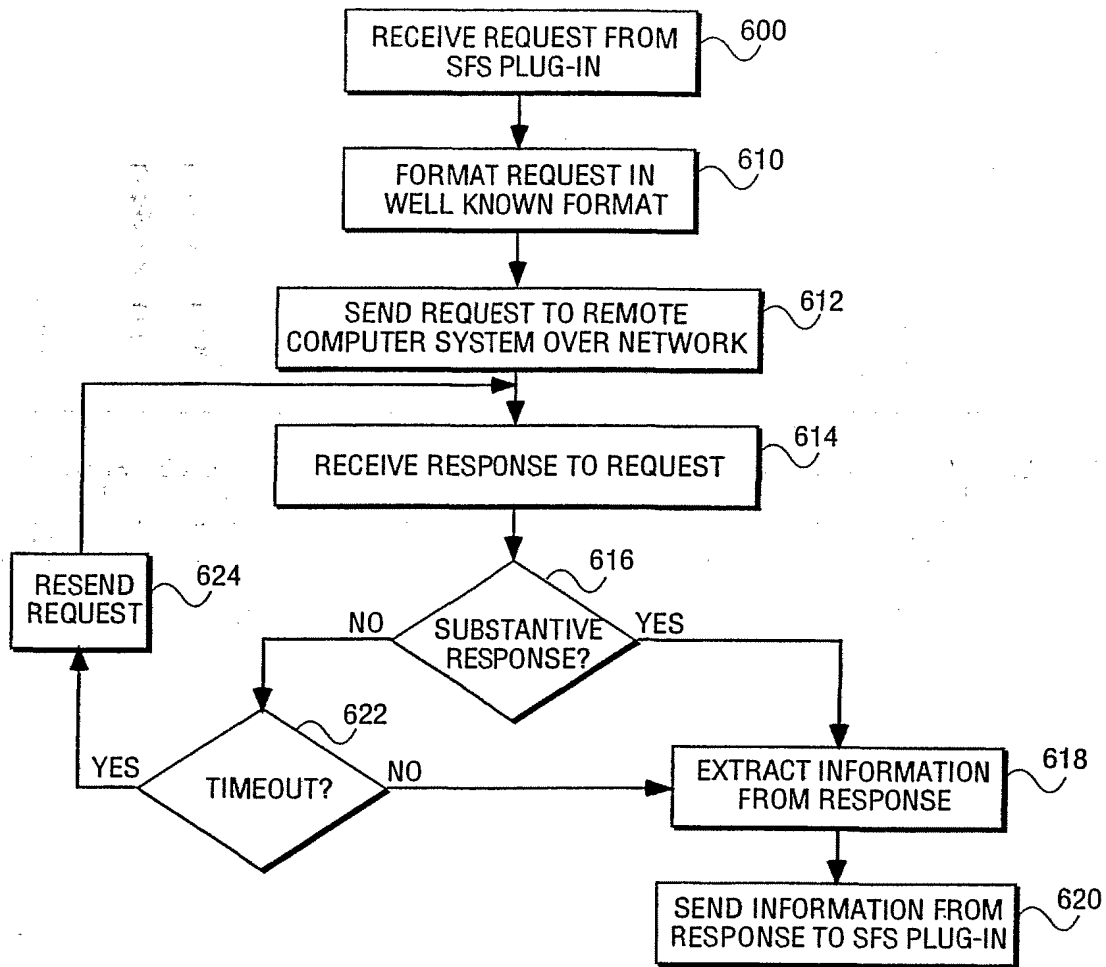 RECEIVE REQUEST FROM
SFS PLUG-IN
600
FORMAT REQUEST IN
WELL KNOWN FORMAT
610
SEND REQUEST TO REMOTE
COMPUTER SYSTEM OVER NETWORK
612
RECEIVE RESPONSE TO REQUEST
614
RESEND
REQUEST
624
616
NO
SUBSTANTIVE
RESPONSE?
YES
622
YES
TIMEOUT?
NO
EXTRACT INFORMATION
FROM RESPONSE
618
SEND INFORMATION FROM
RESPONSE TO SFS PLUG-IN
620